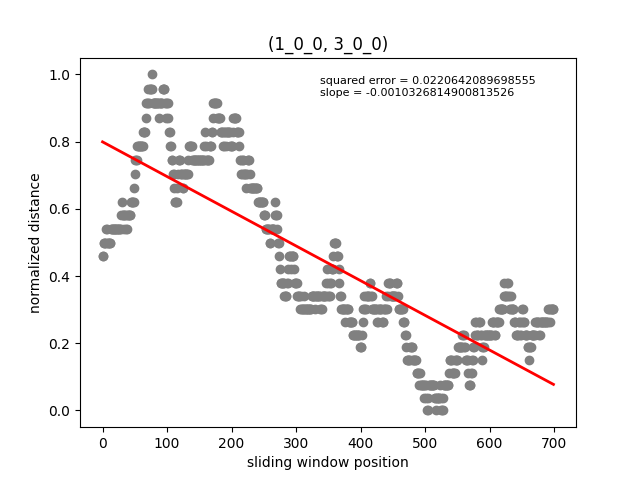 (1_0_0, 3_0_0)
squared error = 0.0220642089698555
slope = -0.0010326814900813526
normalized distance
1.0
0.8
0.6
0.4
0.2
0.0
0 100 200 300 400 500 600 700
sliding window position